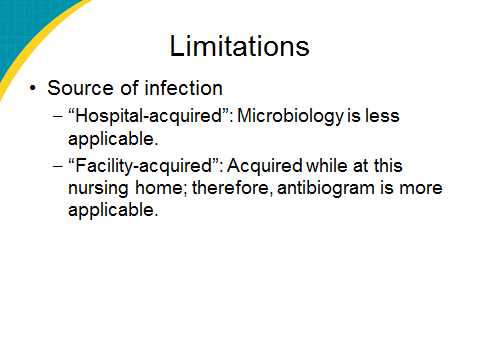 Limitations
• Source of infection
– “Hospital-acquired”: Microbiology is less
applicable.
– “Facility-acquired”: Acquired while at this
nursing home; therefore, antibiogram is more
applicable.